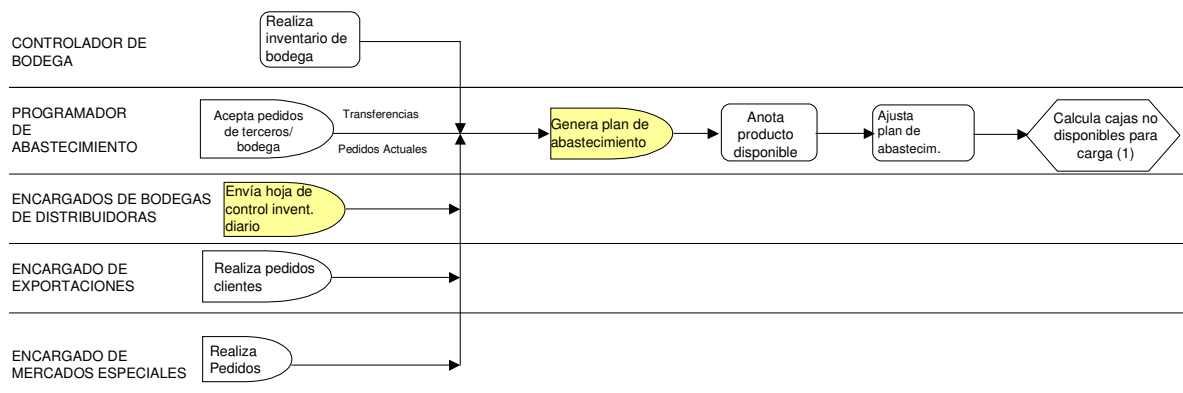 CONTROLADOR DE
BODEGA
Realiza
inventario de
bodega
PROGRAMADOR
DE
ABASTECIMIENTO
Acepta pedidos
de terceros/
bodega
Transferencias
Pedidos Actuales
Genera plan de
abastecimiento
Anota
producto
disponible
Ajusta
plan de
abastecim.
Calcula cajas no
disponibles para
carga (1)
ENCARGADOS DE BODEGAS
DE DISTRIBUIDORAS
Envía hoja de
control invent.
diario
ENCARGADO DE
EXPORTACIONES
Realiza pedidos
clientes
ENCARGADO DE
MERCADOS ESPECIALES
Realiza
Pedidos